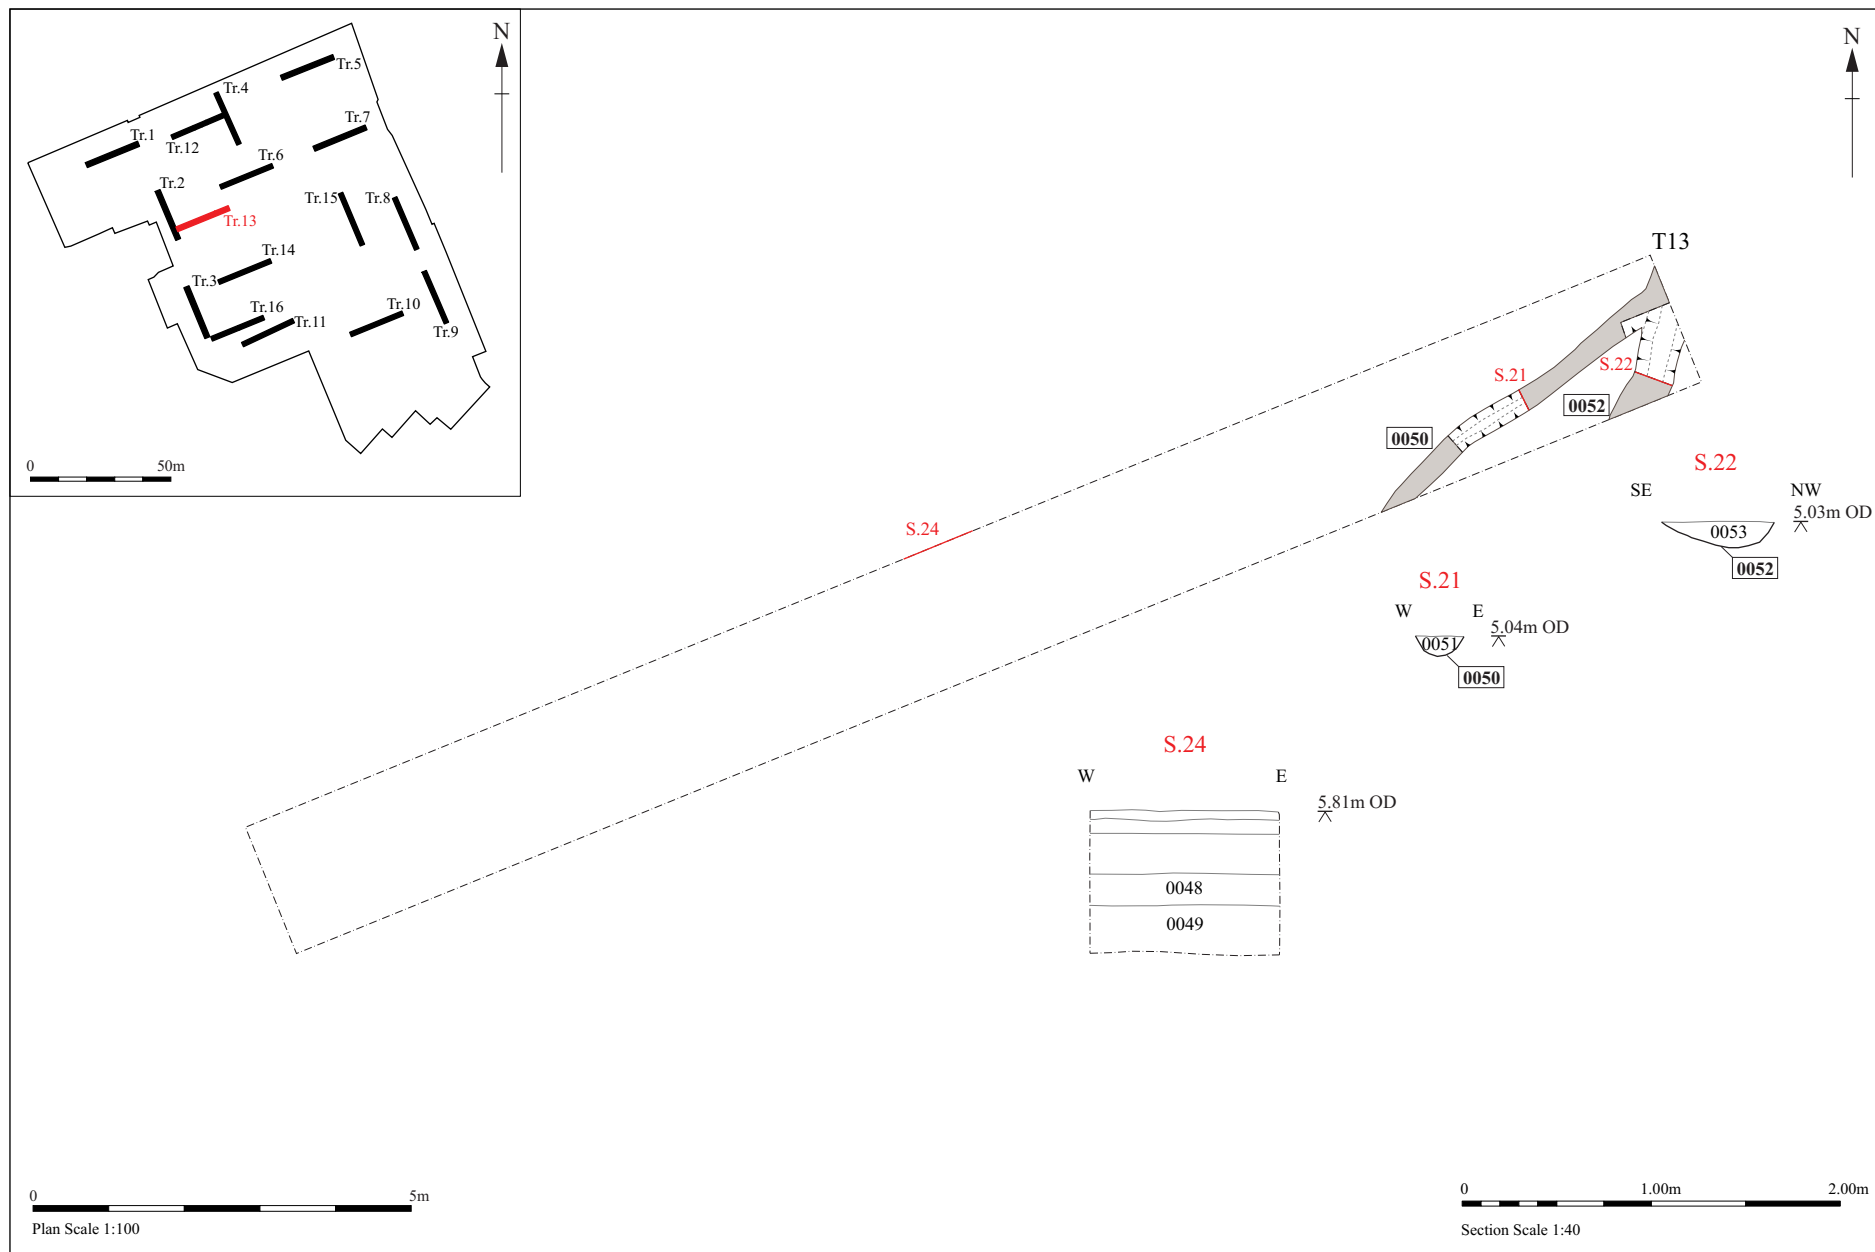 N
Tr.5
Tr.4
Tr.7
Tr.1
Tr.12
Tr.6
Tr.2
Tr.15
Tr.8
Tr.13
Tr.14
Tr.3
Tr.16
Tr.11
Tr.10
Tr.9
0 50m
N
T13
S.22
S.21
0052
0050
S.24
S.22
SE NW
5.03m OD
0053
0052
S.21
W E
5.04m OD
0051
0050
S.24
W E
5.81m OD
0048
0049
0 5m
Plan Scale 1:100
0 1.00m 2.00m
Section Scale 1:40